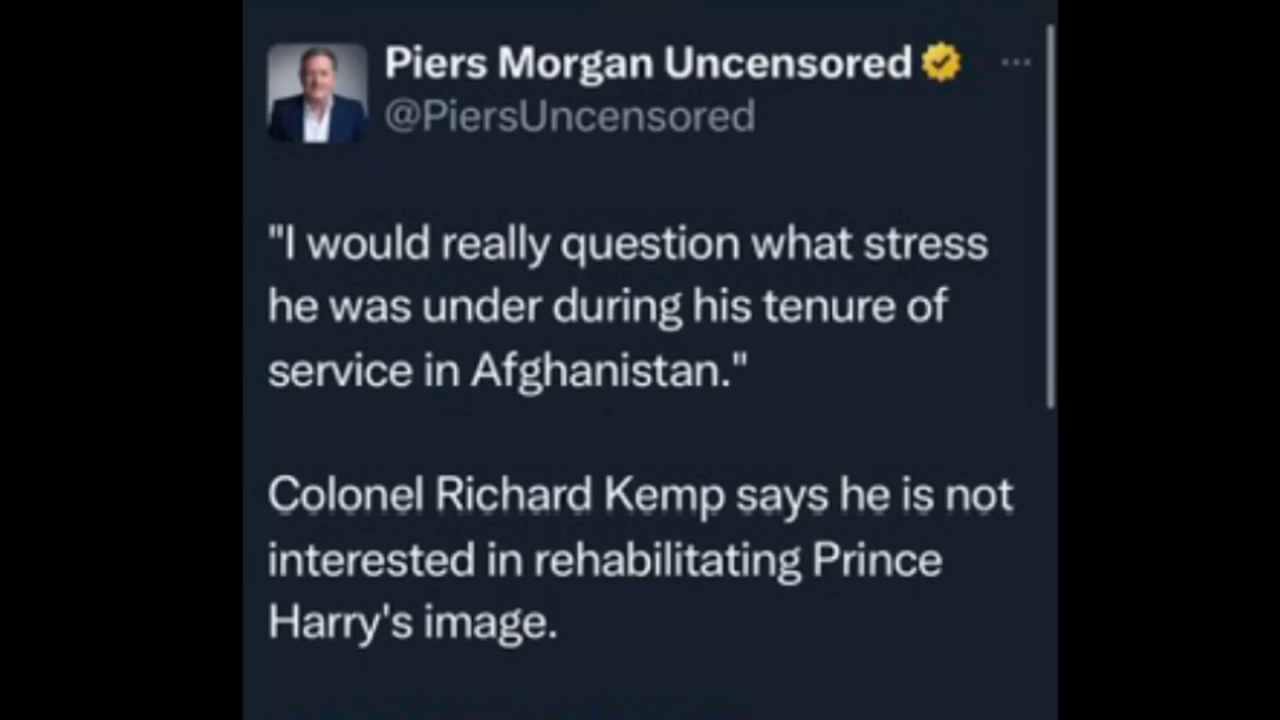 Piers Morgan Uncensored
@PiersUncensored
"I would really question what stress
he was under during his tenure of
service in Afghanistan."
Colonel Richard Kemp says he is not
interested in rehabilitating Prince
Harry's image.